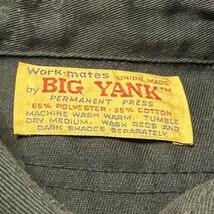 Work-mates UNION MADE
by BIG YANK™
PERMANENT PRESS
65% POLYESTER - 35% COTTON
MACHINE WASH WARM. TUMBLE
DRY MEDIUM. WASH REDS AND
DARK SHADES SEPARATELY.